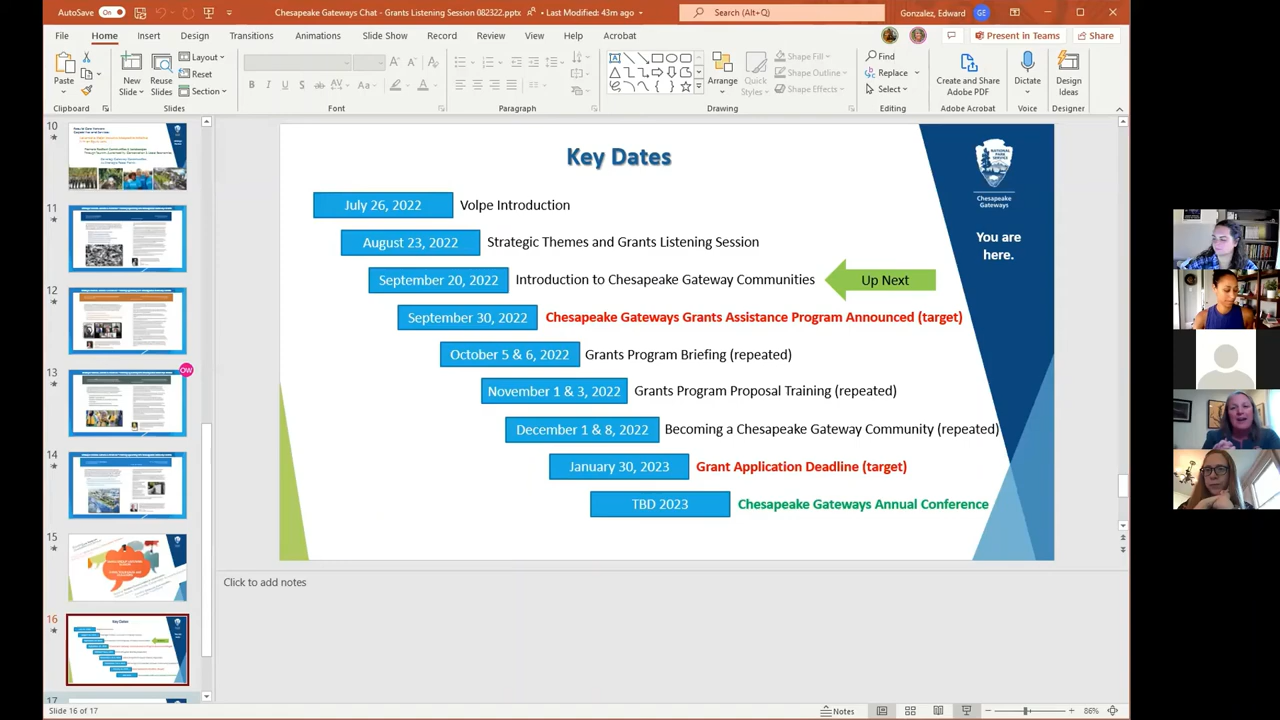 AutoSave On
Chesapeake Gateways Chat - Grants Listening Session 082322.pptx • Last Modified: 43m ago
Search (Alt+Q)
Gonzalez, Edward GE
File Home Insert Design Transitions Animations Slide Show Record Review View Help Acrobat
Present in Teams Share
Paste
New Slide
Reuse Slides
Layout
Reset
Section
Arrange
Quick Styles
Shape Fill
Shape Outline
Shape Effects
Find
Replace
Select
Create and Share Adobe PDF
Dictate
Design Ideas
Clipboard Slides Font Paragraph Drawing Editing Adobe Acrobat Voice Designer
10
11
12
13
OW
14
15
16
Key Dates
17
Key Dates
July 26, 2022 Volpe Introduction
August 23, 2022 Strategic Themes and Grants Listening Session
September 20, 2022 Introduction to Chesapeake Gateway Communities Up Next
September 30, 2022 Chesapeake Gateways Grants Assistance Program Announced (target)
October 5 & 6, 2022 Grants Program Briefing (repeated)
November 1 & 3, 2022 Grants Program Proposal Training (repeated)
December 1 & 8, 2022 Becoming a Chesapeake Gateway Community (repeated)
January 30, 2023 Grant Application Deadline (target)
TBD 2023 Chesapeake Gateways Annual Conference
NATIONAL PARK SERVICE
Chesapeake
Gateways
You are
here.
Click to add notes
Slide 16 of 17
Notes
86%